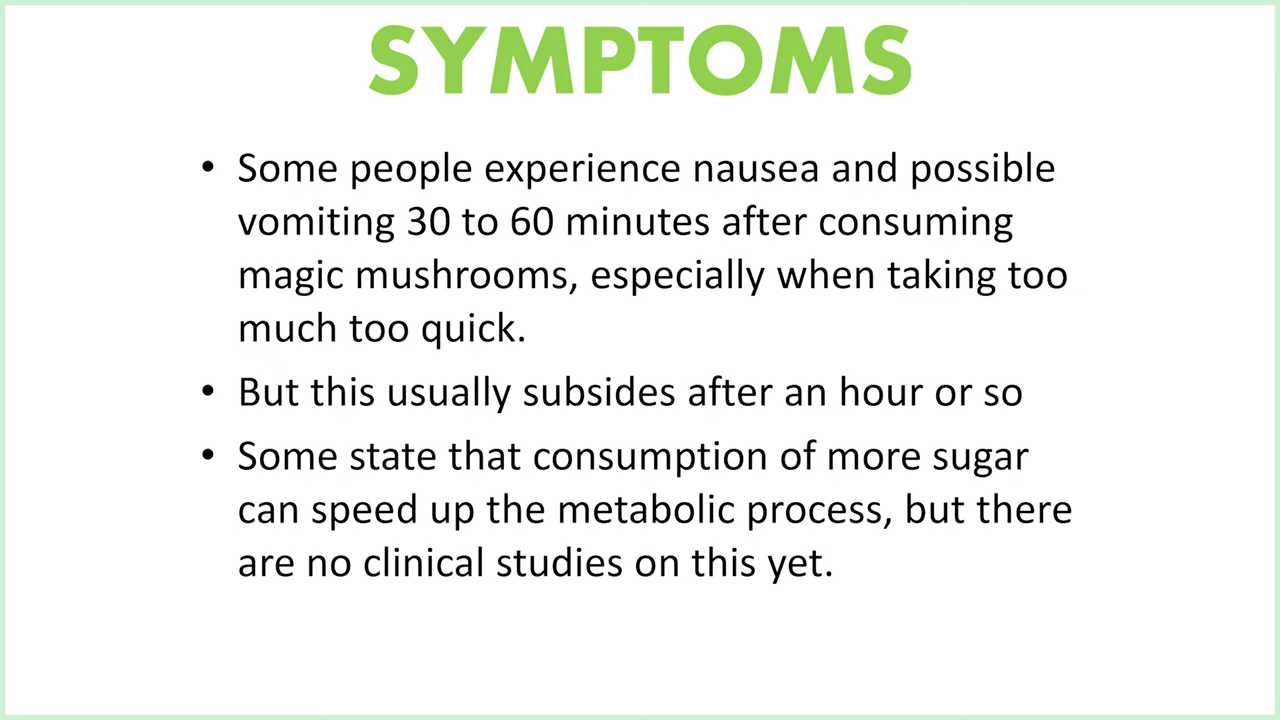 SYMPTOMS
• Some people experience nausea and possible
vomiting 30 to 60 minutes after consuming
magic mushrooms, especially when taking too
much too quick.
• But this usually subsides after an hour or so
• Some state that consumption of more sugar
can speed up the metabolic process, but there
are no clinical studies on this yet.